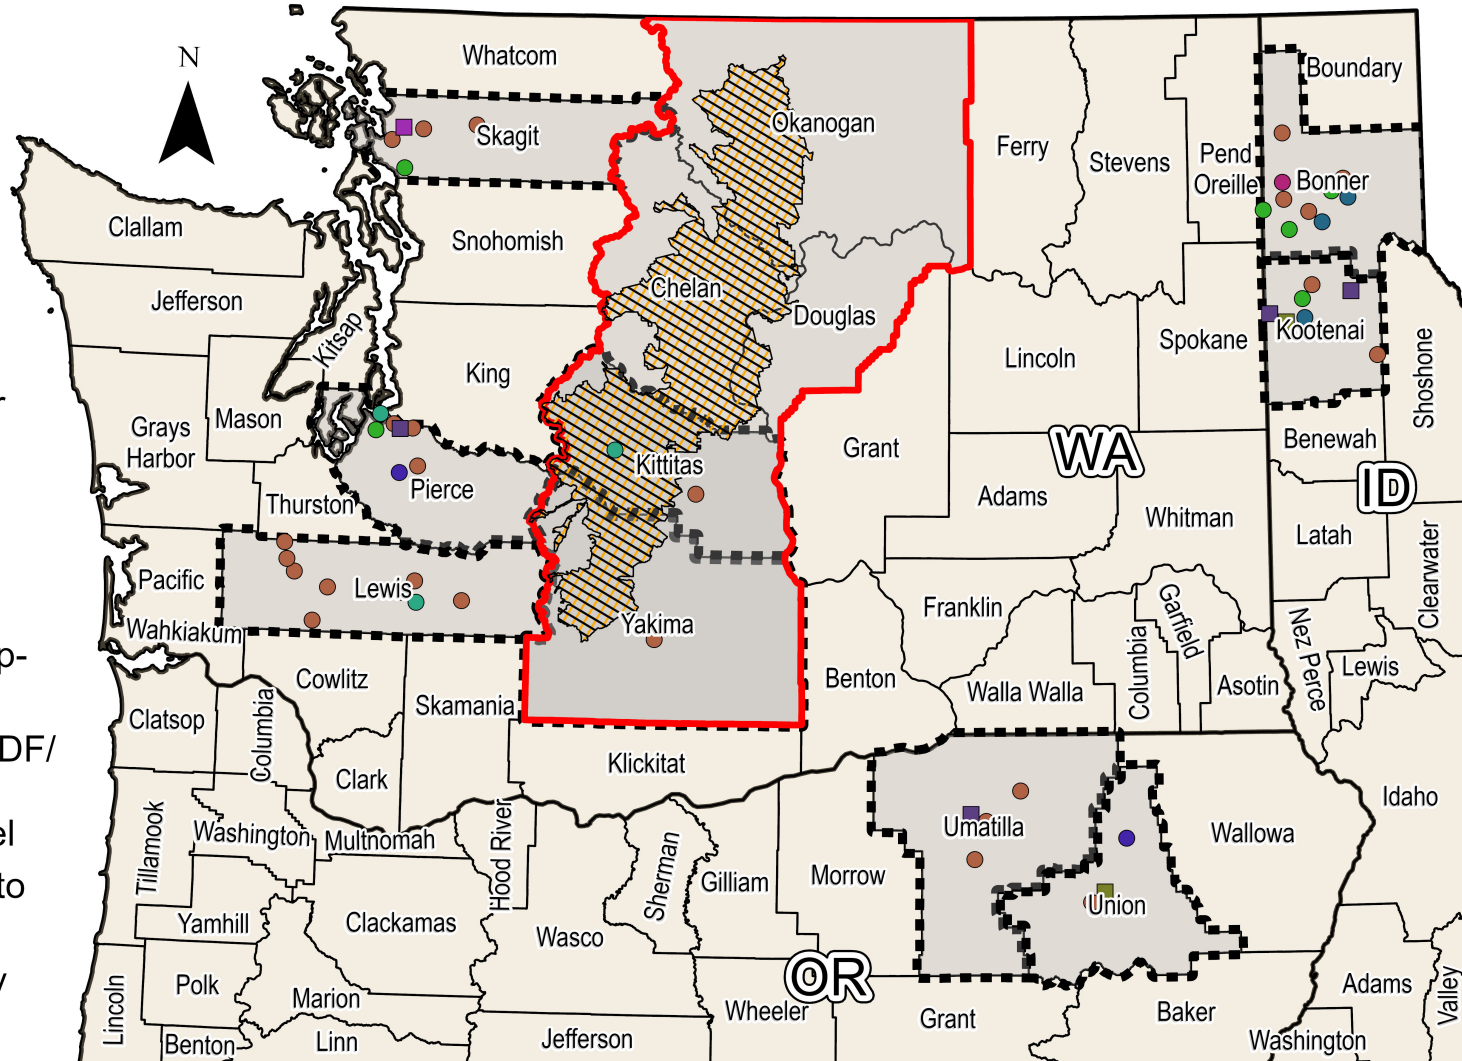 N
Whatcom
Skagit
Okanogan
Ferry
Stevens
Pend
Oreille
Boundary
Bonner
Clallam
Snohomish
Jefferson
Chelan
Douglas
Kitsap
King
Lincoln
Spokane
Kootenai
Shoshone
r
Mason
Grays
Harbor
Kittitas
Grant
WA
Benewah
ID
Pierce
Thurston
Adams
Whitman
Latah
Clearwater
Pacific
Lewis
Yakima
Franklin
Garfield
Wahkiakum
p-
Cowlitz
Skamania
Benton
Walla Walla
Columbia
Asotin
Nez Perce
Lewis
Clatsop
Columbia
DF/
Clark
Klickitat
Idaho
Tillamook
Washington
Multnomah
Hood River
Sherman
Gilliam
Morrow
Umatilla
Wallowa
el
to
Union
Yamhill
Clackamas
Wasco
OR
y
Lincoln
Polk
Marion
Wheeler
Grant
Baker
Adams
Valley
Benton
Linn
Jefferson
Washington